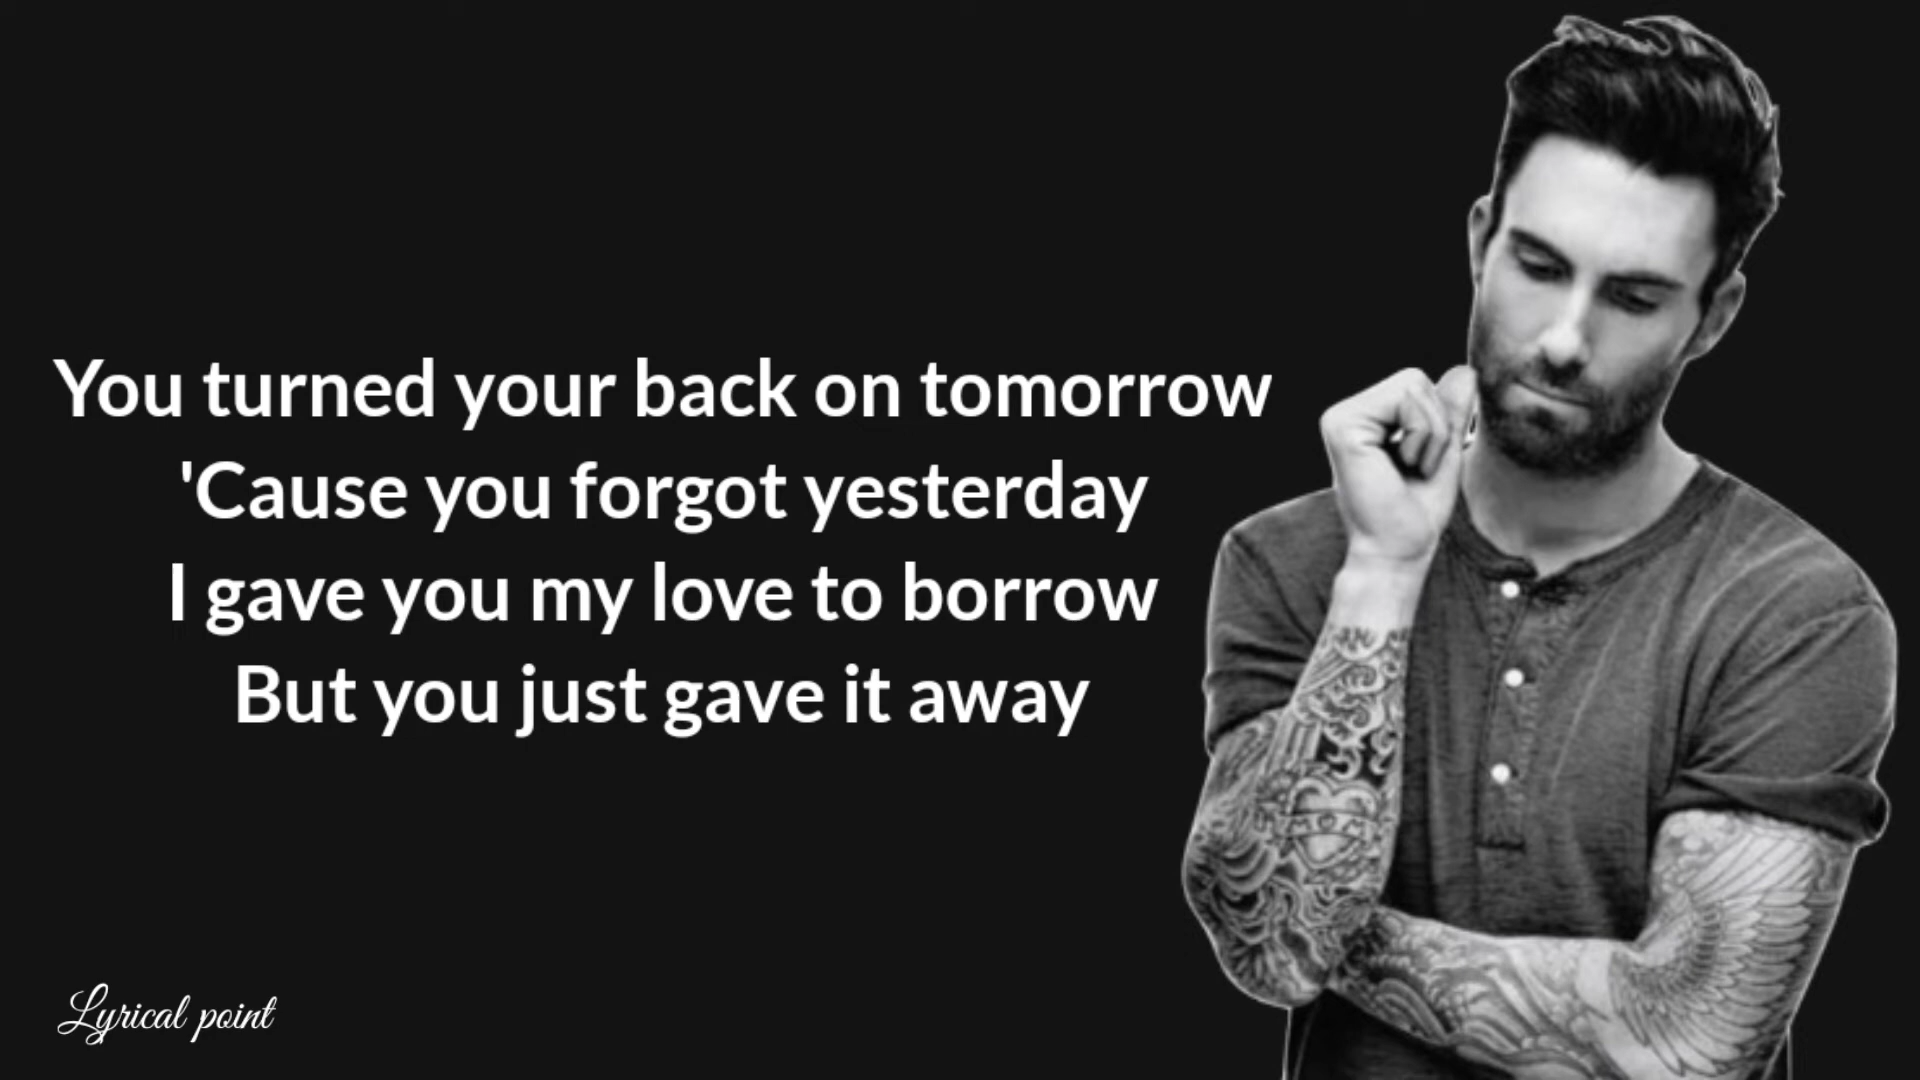 You turned your back on tomorrow
'Cause you forgot yesterday
I gave you my love to borrow
But you just gave it away
MOM
Lyrical point